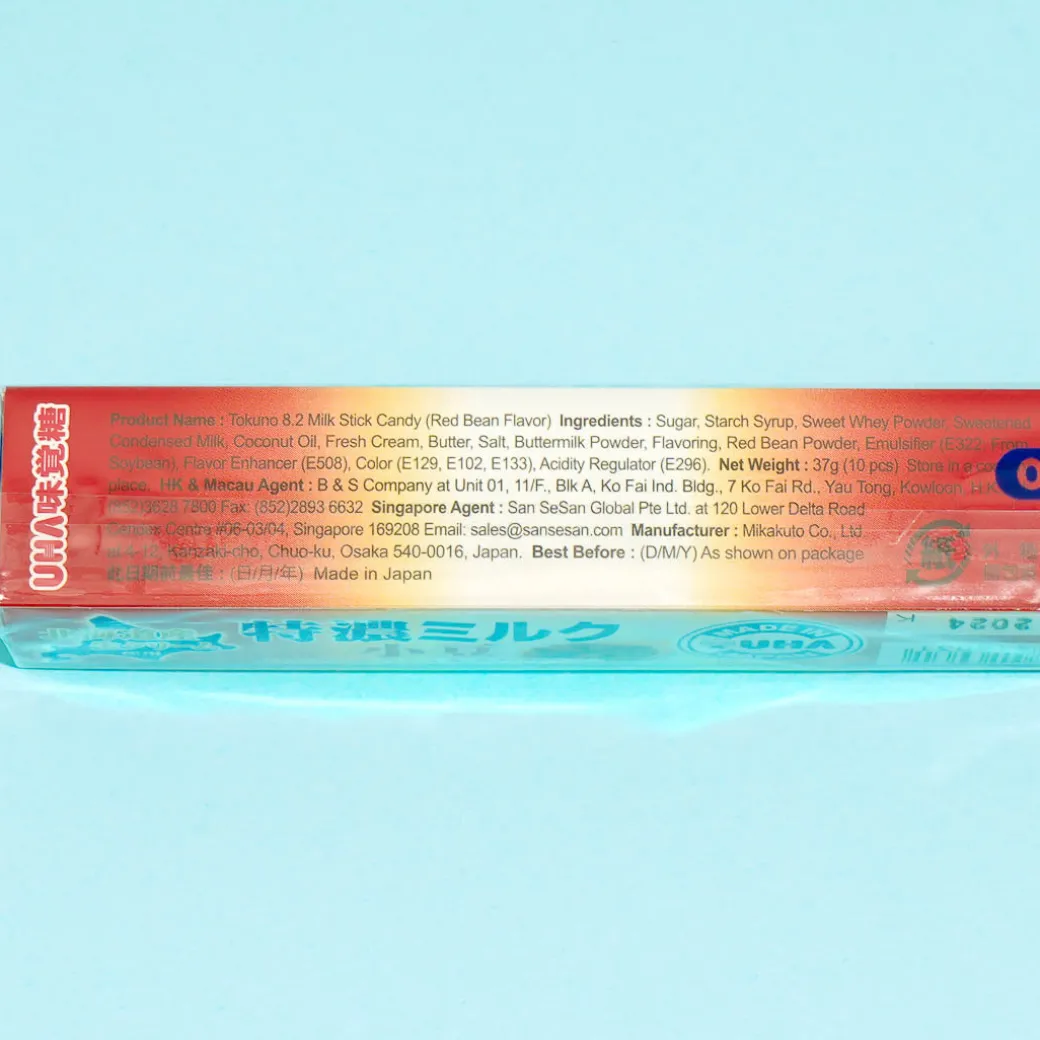 UHA味覚糖
Product Name : Tokuno 8.2 Milk Stick Candy (Red Bean Flavor) Ingredients : Sugar, Starch Syrup, Sweet Whey Powder, Sweetened
Condensed Milk, Coconut Oil, Fresh Cream, Butter, Salt, Buttermilk Powder, Flavoring, Red Bean Powder, Emulsifier (E322, From
Soybean), Flavor Enhancer (E508), Color (E129, E102, E133), Acidity Regulator (E296). Net Weight : 37g (10 pcs) Store in a
place. HK & Macau Agent : B & S Company at Unit 01, 11/F., Blk A, Ko Fai Ind. Bldg., 7 Ko Fai Rd., Yau Tong, Kowloon, H.K.
(852)3628 7800 Fax: (852)2893 6632 Singapore Agent : San SeSan Global Pte Ltd. at 120 Lower Delta Road
Cendex Centre #06-03/04, Singapore 169208 Email: sales@sansesan.com Manufacturer : Mikakuto Co., Ltd.
at 4-12, Kanzaki-cho, Chuo-ku, Osaka 540-0016, Japan. Best Before : (D/M/Y) As shown on package
此日期前最佳 : (日/月/年) Made in Japan
紙
特濃ミルク
MADE IN
UHA
2024